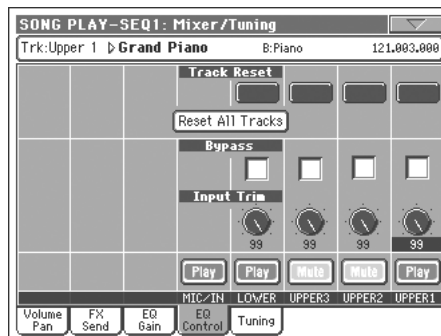 SONG PLAY-SEQ1: Mixer/Tuning
Trk:Upper 1 Grand Piano B:Piano 121.003.000
Track Reset
Reset All Tracks
Bypass
Input Trim
99 99 99 99
Play Play Mute Mute Play
MIC/IN LOWER UPPER3 UPPER2 UPPER1
Volume Pan FX Send EQ Gain EQ Control Tuning